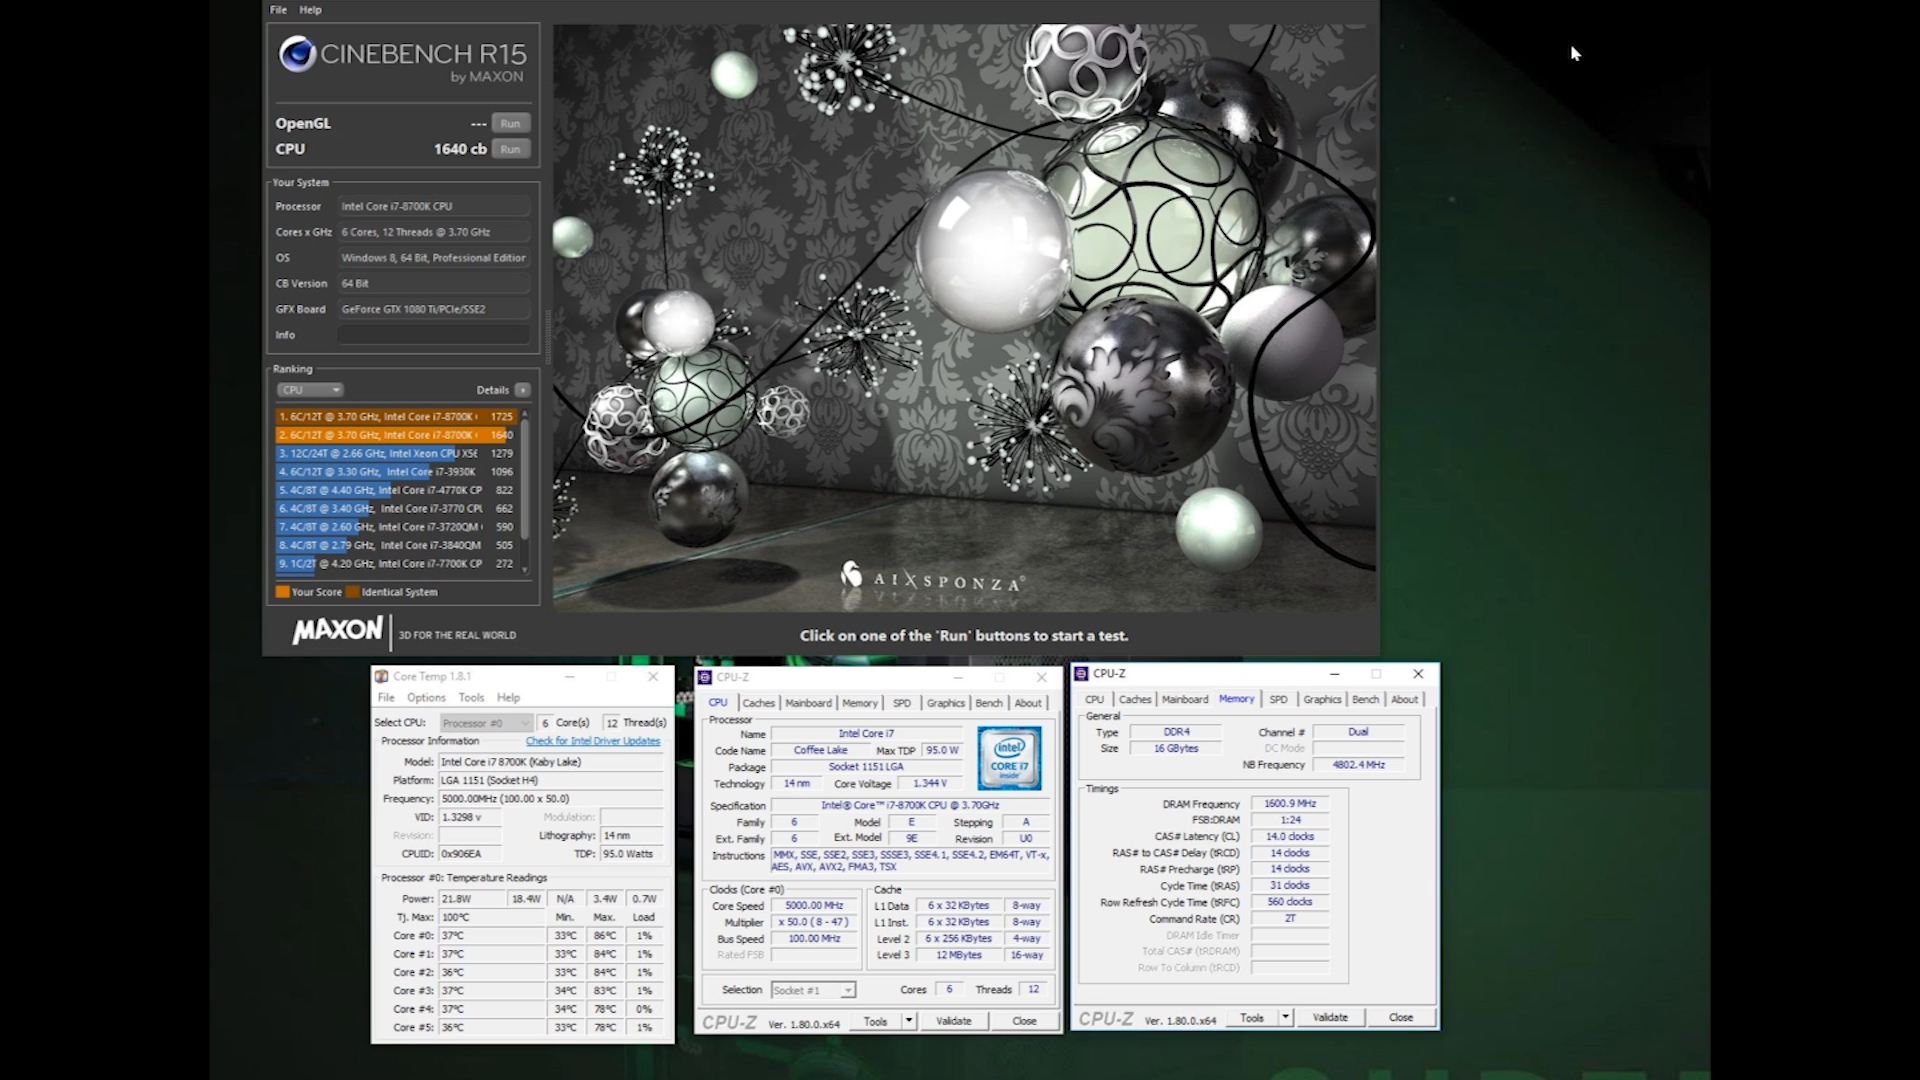 File Help
CINEBENCH R15
by MAXON
OpenGL --- Run
CPU 1640 cb Run
Your System
Processor Intel Core i7-8700K CPU
Cores x GHz 6 Cores, 12 Threads @ 3.70 GHz
OS Windows 8, 64 Bit, Professional Edition
CB Version 64 Bit
GFX Board GeForce GTX 1080 Ti/PCIe/SSE2
Info
Ranking
CPU Details
1. 6C/12T @ 3.70 GHz, Intel Core i7-8700K 1725
2. 6C/12T @ 3.70 GHz, Intel Core i7-8700K 1640
3. 12C/24T @ 2.66 GHz, Intel Xeon CPU X56 1279
4. 6C/12T @ 3.30 GHz, Intel Core i7-3930K 1096
5. 4C/8T @ 4.40 GHz, Intel Core i7-4770K CP 822
6. 4C/8T @ 3.40 GHz, Intel Core i7-3770 CPU 662
7. 4C/8T @ 2.60 GHz, Intel Core i7-3720QM 590
8. 4C/8T @ 2.79 GHz, Intel Core i7-3840QM 505
9. 1C/2T @ 4.20 GHz, Intel Core i7-7700K CP 272
Your Score Identical System
MAXON 3D FOR THE REAL WORLD
AIXSPONZA©
Click on one of the 'Run' buttons to start a test.
Core Temp 1.8.1
File Options Tools Help
Select CPU: Processor #0 6 Core(s) 12 Thread(s)
Processor Information Check for Intel Driver Updates
Model: Intel Core i7 8700K (Kaby Lake)
Platform: LGA 1151 (Socket H4)
Frequency: 5000.00MHz (100.00 x 50.0)
VID: 1.3298 v Modulation:
Revision: Lithography: 14 nm
CPUID: 0x906EA TDP: 95.0 Watts
Processor #0: Temperature Readings
Power: 21.8W 18.4W N/A 3.4W 0.7W
Tj. Max: 100°C Min. Max. Load
Core #0: 37°C 33°C 86°C 1%
Core #1: 37°C 33°C 84°C 1%
Core #2: 36°C 33°C 84°C 1%
Core #3: 37°C 34°C 83°C 1%
Core #4: 37°C 34°C 78°C 0%
Core #5: 36°C 33°C 78°C 1%
CPU-Z
CPU Caches Mainboard Memory SPD Graphics Bench About
Processor
Name Intel Core i7
Code Name Coffee Lake Max TDP 95.0 W
Package Socket 1151 LGA
Technology 14 nm Core Voltage 1.344 V
intel
CORE i7
inside
Specification Intel® Core™ i7-8700K CPU @ 3.70GHz
Family 6 Model E Stepping A
Ext. Family 6 Ext. Model 9E Revision U0
Instructions MMX, SSE, SSE2, SSE3, SSSE3, SSE4.1, SSE4.2, EM64T, VT-x,
AES, AVX, AVX2, FMA3, TSX
Clocks (Core #0) Cache
Core Speed 5000.00 MHz L1 Data 6 x 32 KBytes 8-way
Multiplier x 50.0 ( 8 - 47 ) L1 Inst. 6 x 32 KBytes 8-way
Bus Speed 100.00 MHz Level 2 6 x 256 KBytes 4-way
Rated FSB Level 3 12 MBytes 16-way
Selection Socket #1 Cores 6 Threads 12
CPU-Z Ver. 1.80.0.x64 Tools Validate Close
CPU-Z
CPU Caches Mainboard Memory SPD Graphics Bench About
General
Type DDR4 Channel # Dual
Size 16 GBytes DC Mode
NB Frequency 4802.4 MHz
Timings
DRAM Frequency 1600.9 MHz
FSB:DRAM 1:24
CAS# Latency (CL) 14.0 clocks
RAS# to CAS# Delay (tRCD) 14 clocks
RAS# Precharge (tRP) 14 clocks
Cycle Time (tRAS) 31 clocks
Row Refresh Cycle Time (tRFC) 560 clocks
Command Rate (CR) 2T
DRAM Idle Timer
Total CAS# (tRDRAM)
Row To Column (tRCD)
CPU-Z Ver. 1.80.0.x64 Tools Validate Close